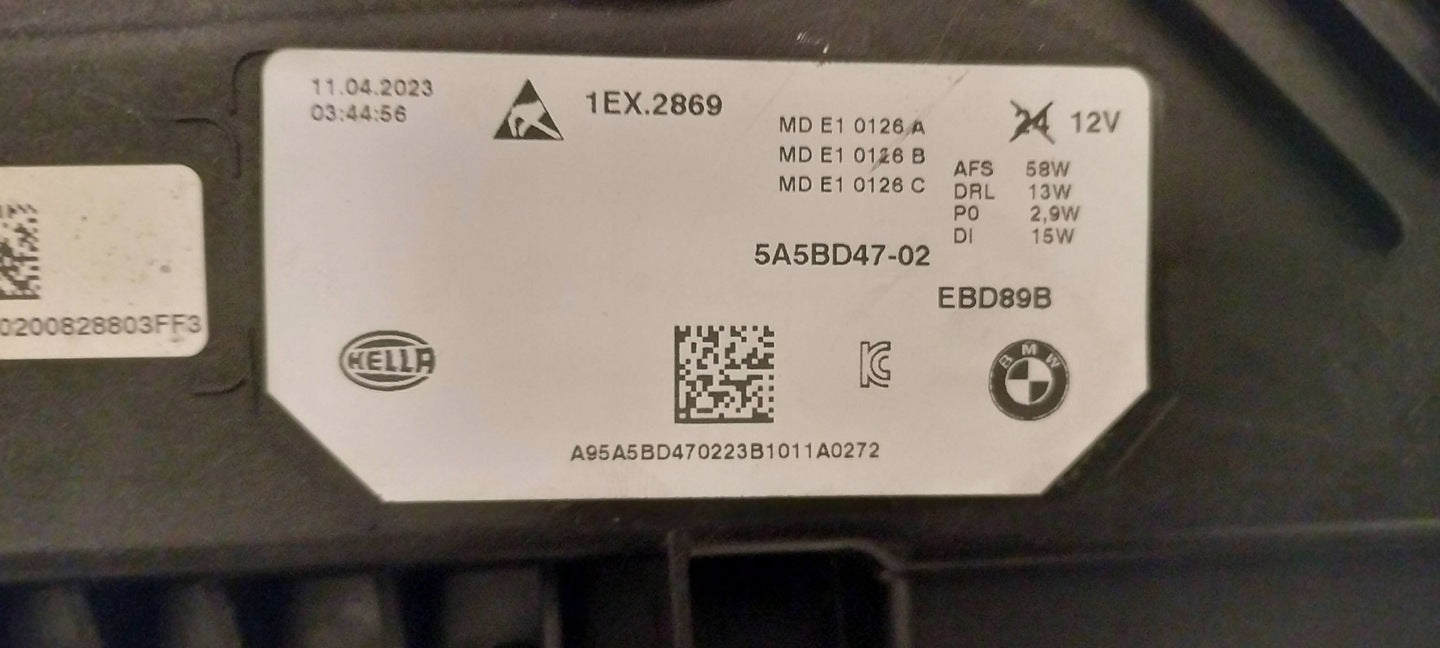 11.04.2023
03:44:56
1EX.2869
MD E1 0126 A
MD E1 0126 B
MD E1 0126 C
24 12V
AFS 58W
DRL 13W
PO 2,9W
DI 15W
5A5BD47-02
EBD89B
0200828803FF3
HELLA
BMW
A95A5BD470223B1011A0272